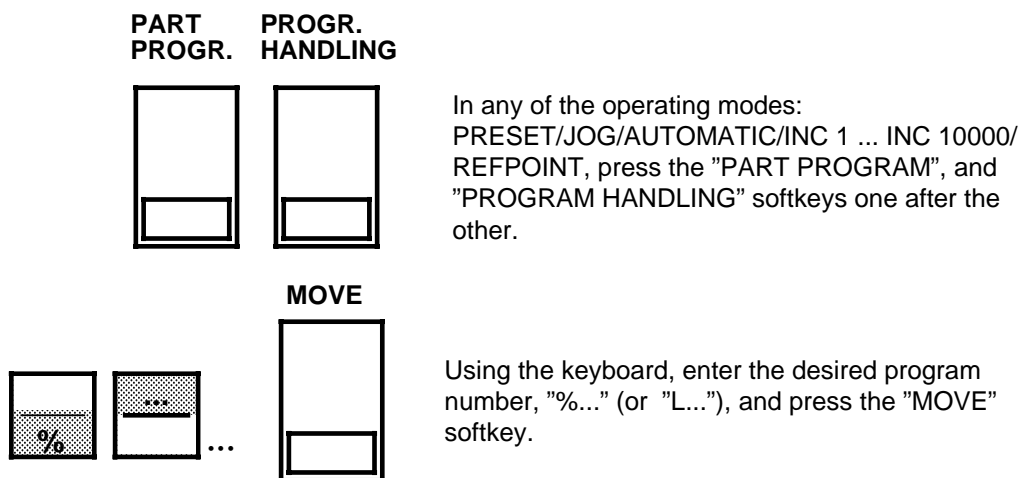 PART PROGR.
PROGR. HANDLING
In any of the operating modes:
PRESET/JOG/AUTOMATIC/INC 1 ... INC 10000/
REFPOINT, press the ”PART PROGRAM”, and
”PROGRAM HANDLING” softkeys one after the
other.
MOVE
% ... ...
Using the keyboard, enter the desired program
number, ”%...” (or ”L...”), and press the ”MOVE”
softkey.